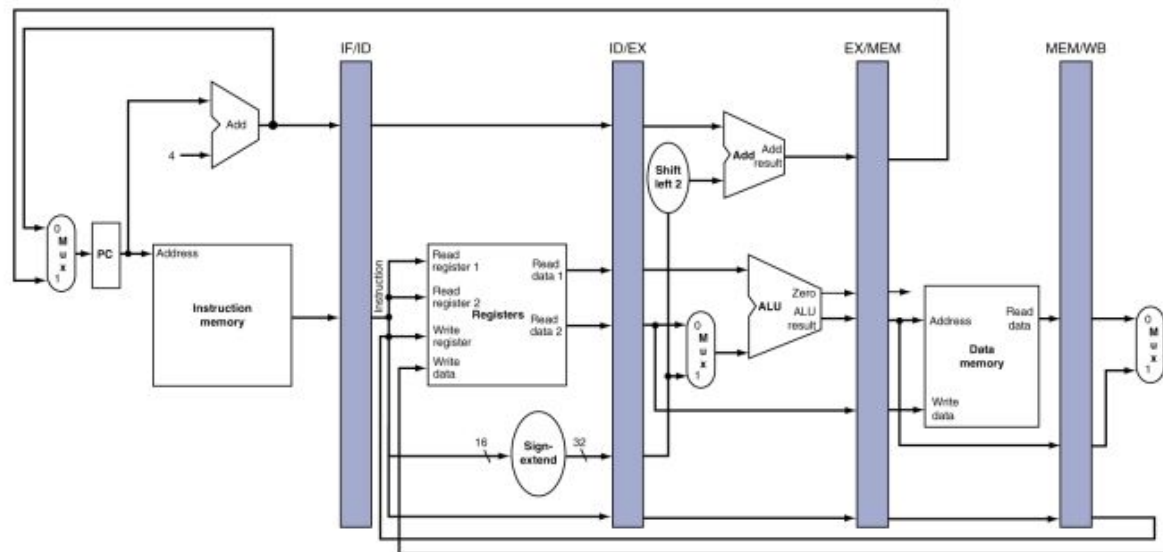 IF/ID
ID/EX
EX/MEM
MEM/WB
Add
4
Add
Add
result
Shift
left 2
0
M
u
x
1
PC
Address
Instruction
memory
Instruction
Read
register 1
Read
register 2
Write
register
Write
data
Registers
Read
data 1
Read
data 2
0
M
u
x
1
Zero
ALU
ALU
result
Address
Read
data
Data
memory
Write
data
0
M
u
x
1
16
Sign-
extend
32